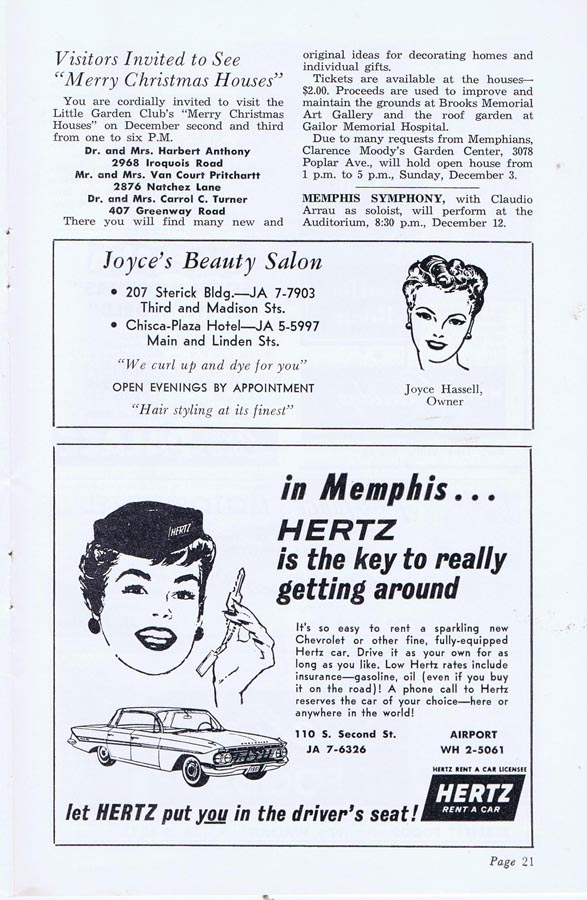 Visitors Invited to See
“Merry Christmas Houses”
You are cordially invited to visit the
Little Garden Club's “Merry Christmas
Houses” on December second and third
from one to six P.M.
Dr. and Mrs. Harbert Anthony
2968 Iroquois Road
Mr. and Mrs. Van Court Pritchartt
2876 Natchez Lane
Dr. and Mrs. Carrol C. Turner
407 Greenway Road
There you will find many new and
original ideas for decorating homes and
individual gifts.
Tickets are available at the houses—
$2.00. Proceeds are used to improve and
maintain the grounds at Brooks Memorial
Art Gallery and the roof garden at
Gailor Memorial Hospital.
Due to many requests from Memphians,
Clarence Moody's Garden Center, 3078
Poplar Ave., will hold open house from
1 p.m. to 5 p.m., Sunday, December 3.
MEMPHIS SYMPHONY, with Claudio
Arrau as soloist, will perform at the
Auditorium, 8:30 p.m., December 12.
Joyce's Beauty Salon
• 207 Sterick Bldg.—JA 7-7903
Third and Madison Sts.
• Chisca-Plaza Hotel—JA 5-5997
Main and Linden Sts.
“We curl up and dye for you”
OPEN EVENINGS BY APPOINTMENT
“Hair styling at its finest”
Joyce Hassell,
Owner
in Memphis...
HERTZ
is the key to really
getting around
HERTZ
It's so easy to rent a sparkling new
Chevrolet or other fine, fully-equipped
Hertz car. Drive it as your own for as
long as you like. Low Hertz rates include
insurance—gasoline, oil (even if you buy
it on the road)! A phone call to Hertz
reserves the car of your choice—here or
anywhere in the world!
110 S. Second St.
JA 7-6326
AIRPORT
WH 2-5061
HERTZ RENT A CAR LICENSEE
HERTZ
RENT A CAR
let HERTZ put you in the driver's seat!
Page 21